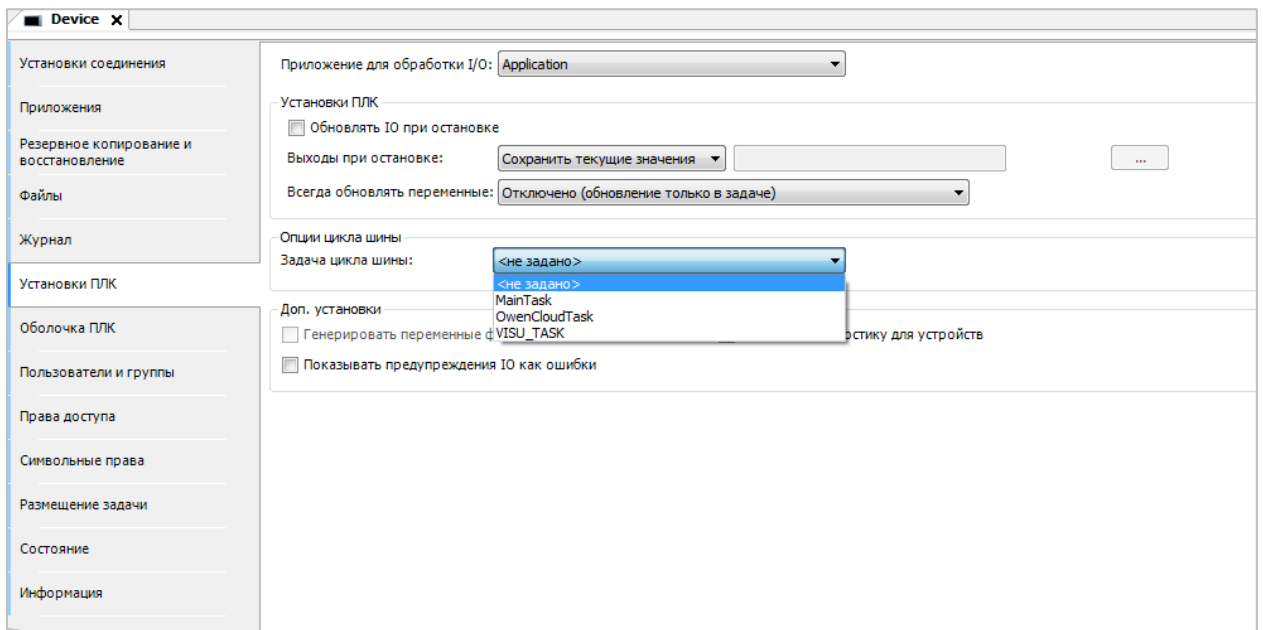 Device X
Установки соединения
Приложения
Резервное копирование и
восстановление
Файлы
Журнал
Установки ПЛК
Оболочка ПЛК
Пользователи и группы
Права доступа
Символьные права
Размещение задачи
Состояние
Информация
Приложение для обработки I/O: Application
Установки ПЛК
Обновлять IO при остановке
Выходы при остановке: Сохранить текущие значения ...
Всегда обновлять переменные: Отключено (обновление только в задаче)
Опции цикла шины
Задача цикла шины: <не задано>
<не задано>
MainTask
OwenCloudTask
VISU_TASK
Доп. установки
Генерировать переменные остику для устройств
Показывать предупреждения IO как ошибки